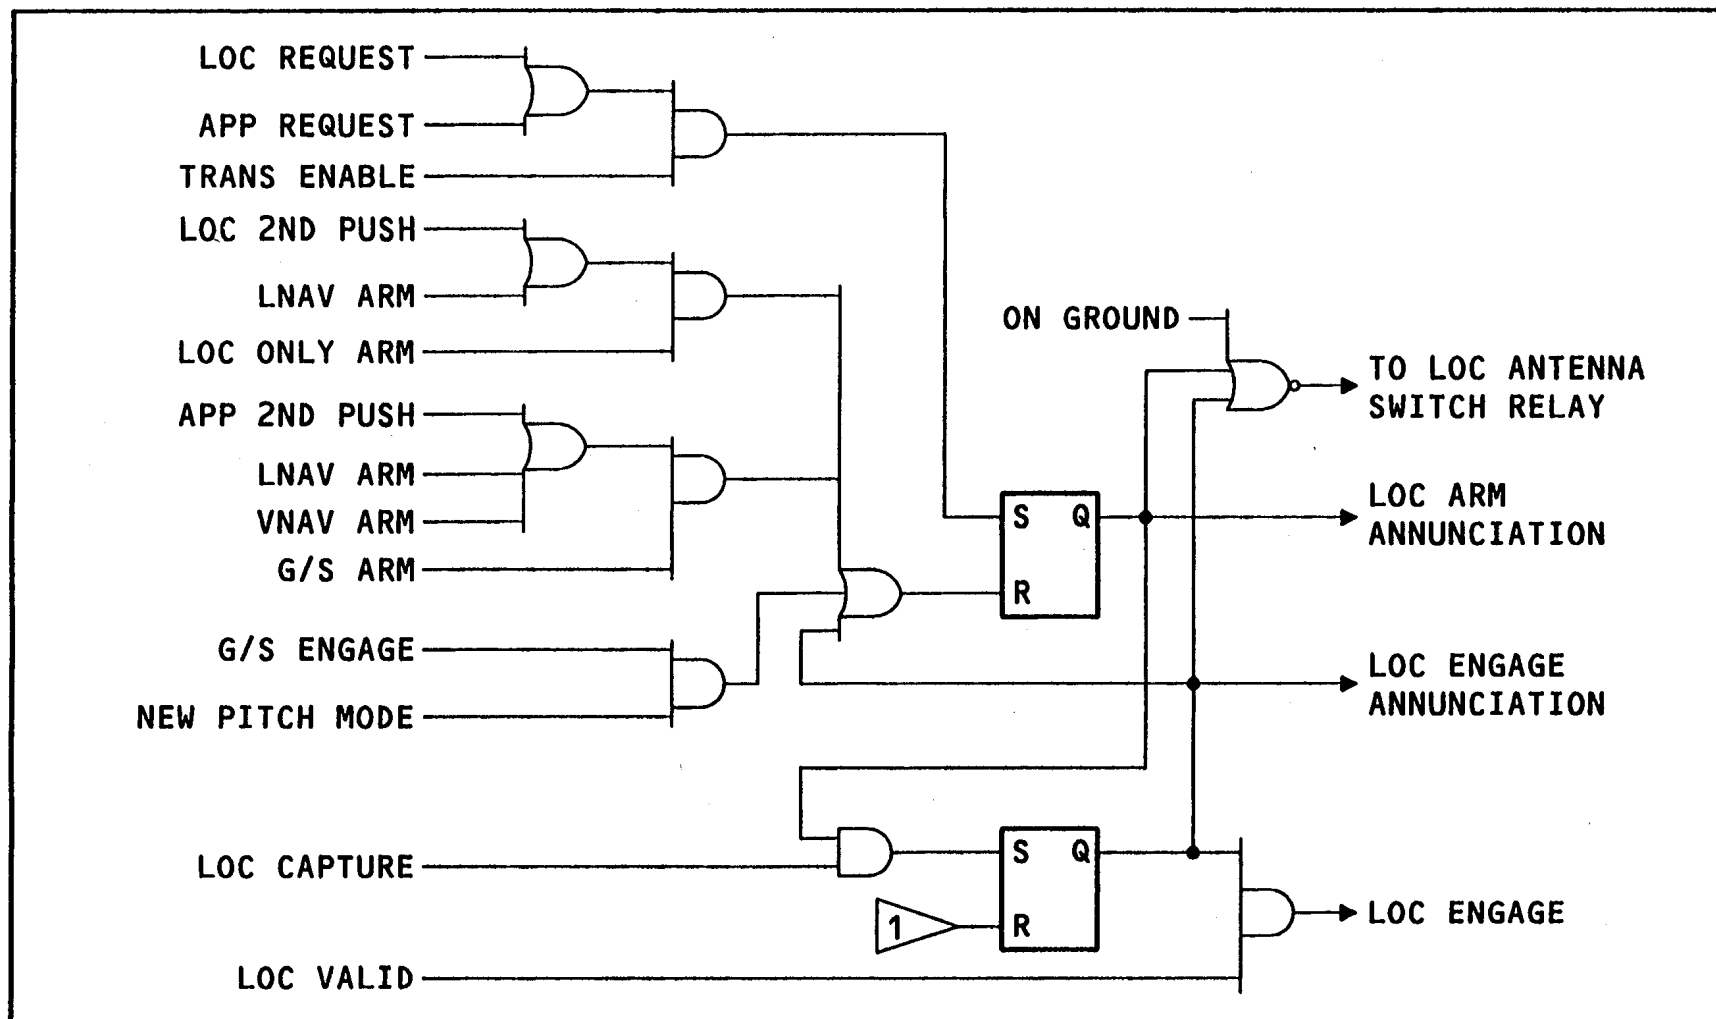 LOC REQUEST
APP REQUEST
TRANS ENABLE
LOC 2ND PUSH
LNAV ARM
LOC ONLY ARM
APP 2ND PUSH
LNAV ARM
VNAV ARM
G/S ARM
G/S ENGAGE
NEW PITCH MODE
LOC CAPTURE
LOC VALID
ON GROUND
S Q
R
S Q
R
1
TO LOC ANTENNA
SWITCH RELAY
LOC ARM
ANNUNCIATION
LOC ENGAGE
ANNUNCIATION
LOC ENGAGE